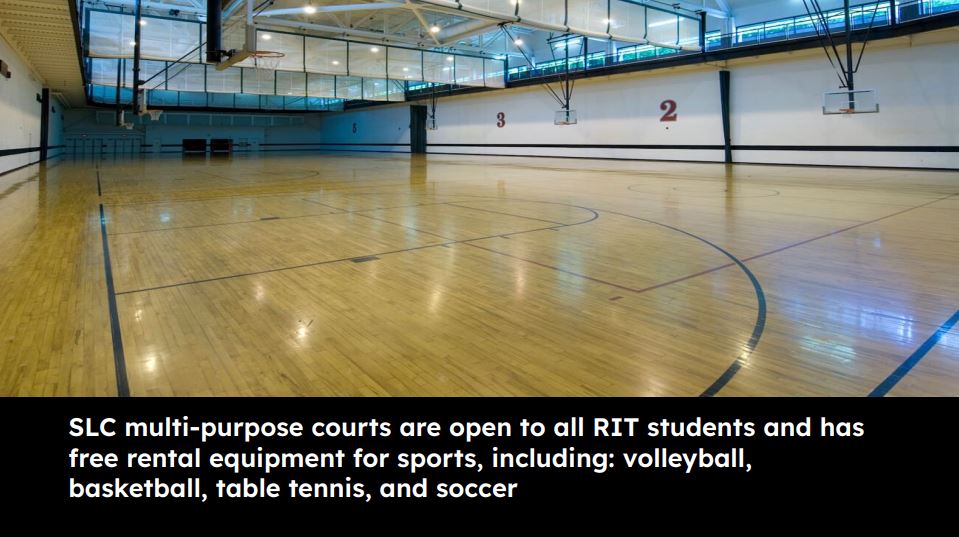 3
2
SLC multi-purpose courts are open to all RIT students and has
free rental equipment for sports, including: volleyball,
basketball, table tennis, and soccer